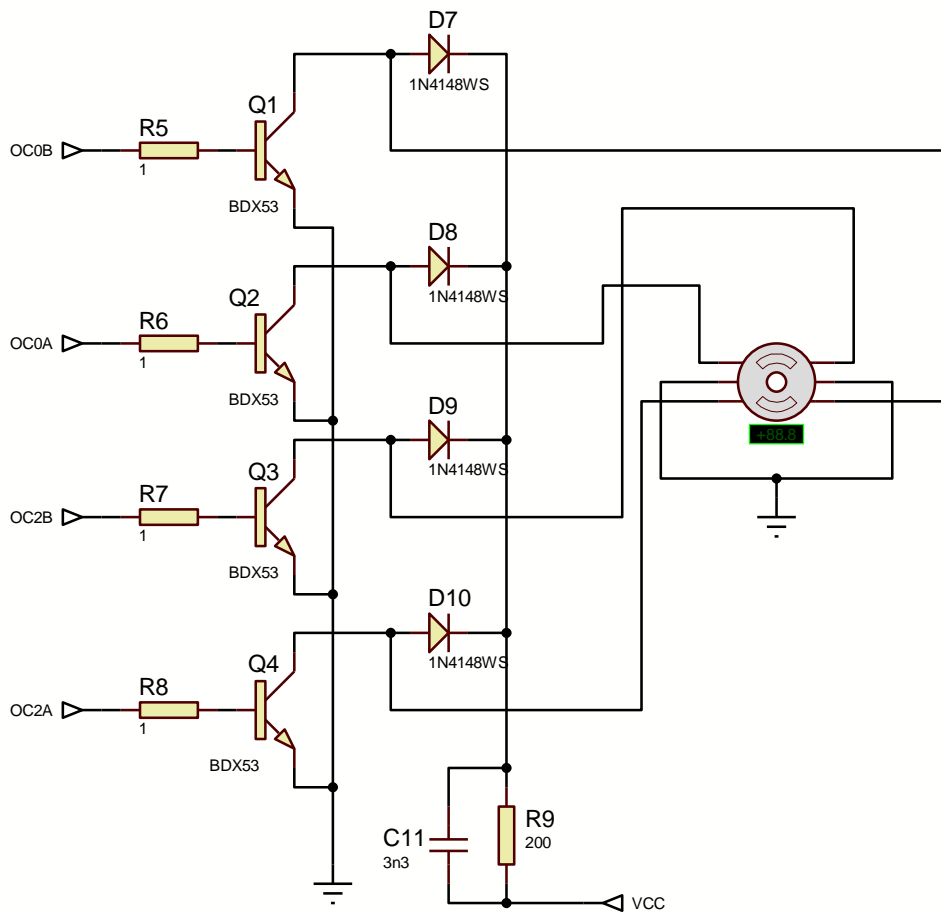 D7
1N4148WS
Q1
R5
OC0B
1
BDX53
D8
1N4148WS
Q2
R6
OC0A
1
BDX53
D9
1N4148WS
+88.8
Q3
R7
OC2B
1
BDX53
D10
1N4148WS
Q4
R8
OC2A
1
BDX53
C11
3n3
R9
200
VCC